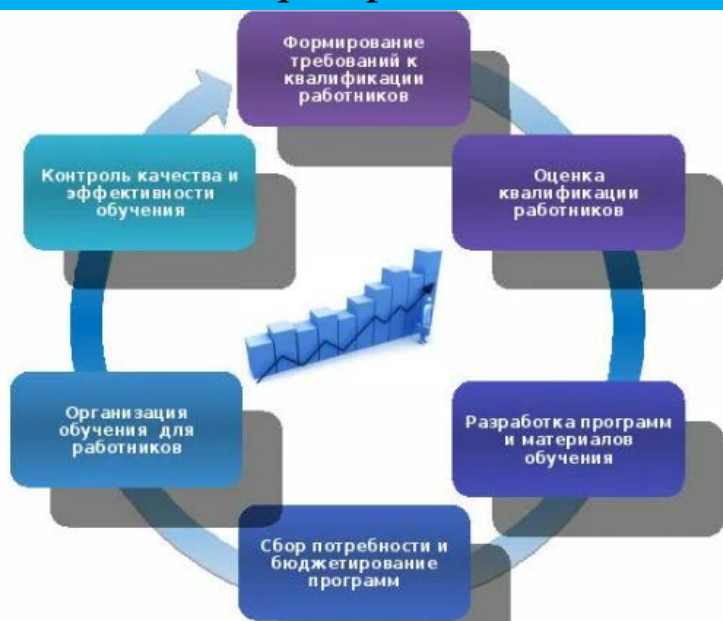 Формирование
требований к
квалификации
работников
Оценка
квалификации
работников
Разработка программ
и материалов
обучения
Сбор потребности и
бюджетирование
программ
Организация
обучения для
работников
Контроль качества и
эффективности
обучения